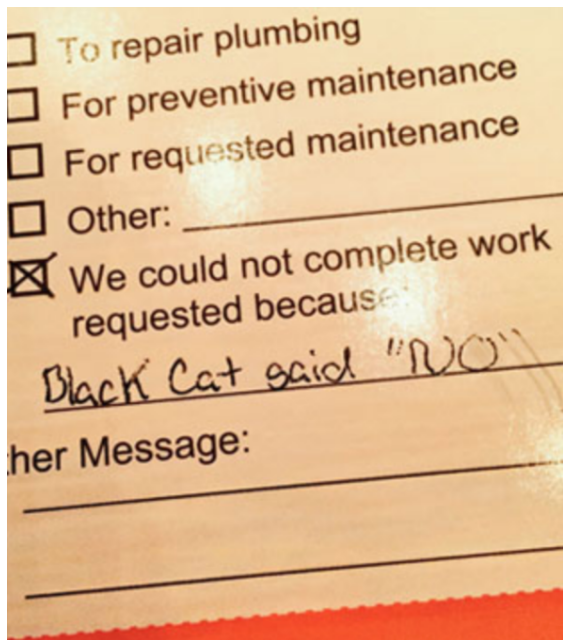 To repair plumbing
For preventive maintenance
For requested maintenance
Other:
We could not complete work
requested because:
Black Cat said "NO"
her Message: